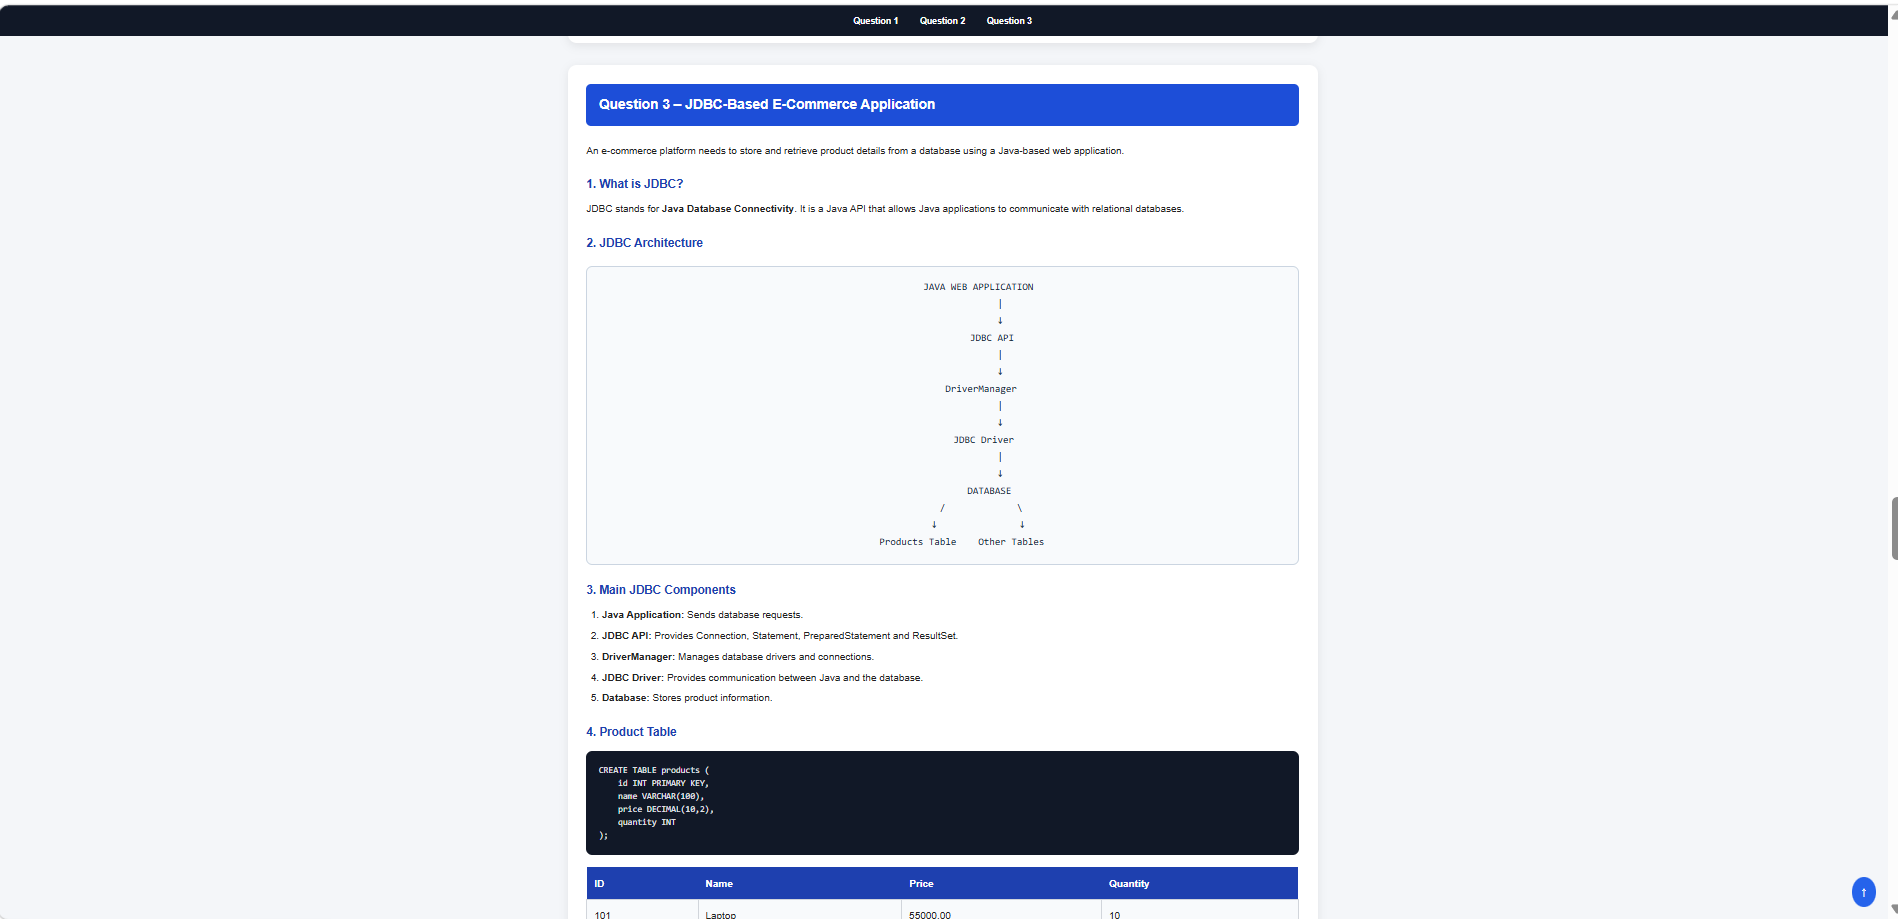 Question 1 Question 2 Question 3
Question 3 – JDBC-Based E-Commerce Application
An e-commerce platform needs to store and retrieve product details from a database using a Java-based web application.
1. What is JDBC?
JDBC stands for Java Database Connectivity. It is a Java API that allows Java applications to communicate with relational databases.
2. JDBC Architecture
JAVA WEB APPLICATION
|
↓
JDBC API
|
↓
DriverManager
|
↓
JDBC Driver
|
↓
DATABASE
/ \
↓ ↓
Products Table Other Tables
3. Main JDBC Components
1. Java Application: Sends database requests.
2. JDBC API: Provides Connection, Statement, PreparedStatement and ResultSet.
3. DriverManager: Manages database drivers and connections.
4. JDBC Driver: Provides communication between Java and the database.
5. Database: Stores product information.
4. Product Table
CREATE TABLE products (
id INT PRIMARY KEY,
name VARCHAR(100),
price DECIMAL(10,2),
quantity INT
);
ID Name Price Quantity
101 Laptop 55000.00 10
↑